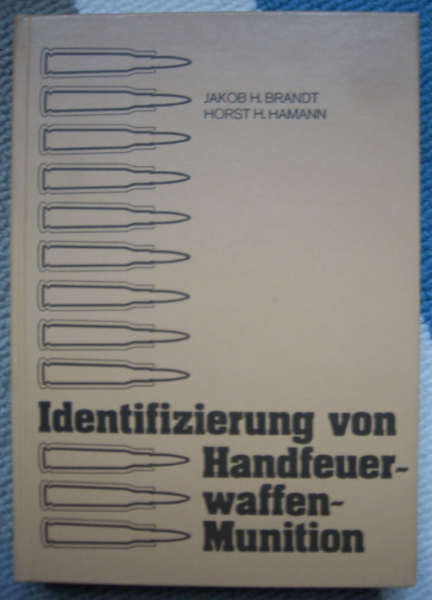 JAKOB H. BRANDT
HORST H. HAMANN
Identifizierung von
Handfeuer-
waffen-
Munition